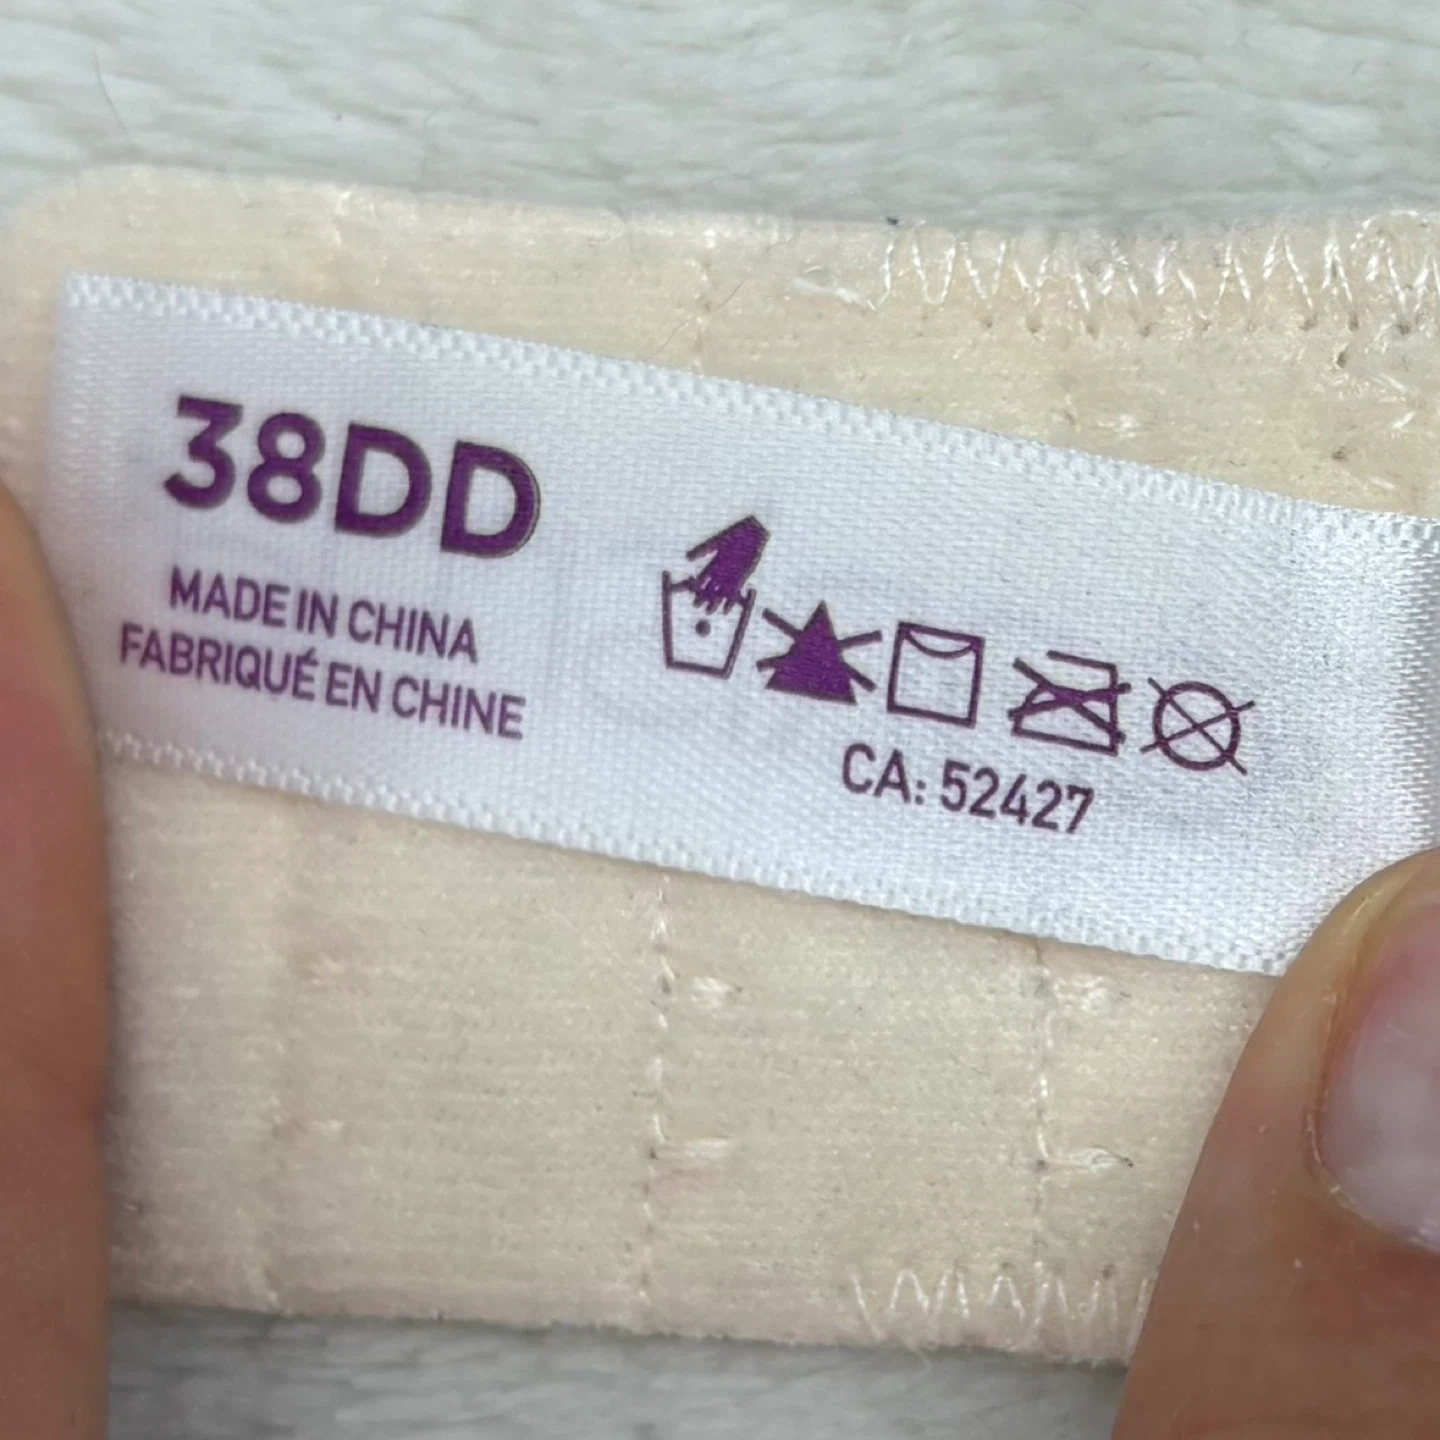 38DD
MADE IN CHINA
FABRIQUÉ EN CHINE
CA: 52427